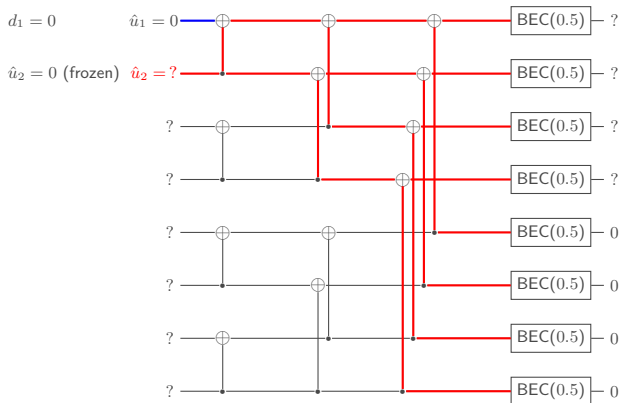 d₁ = 0 û₁ = 0 BEC(0.5) ?
û₂ = 0 (frozen) û₂ = ? BEC(0.5) ?
? BEC(0.5) ?
? BEC(0.5) ?
? BEC(0.5) 0
? BEC(0.5) 0
? BEC(0.5) 0
? BEC(0.5) 0